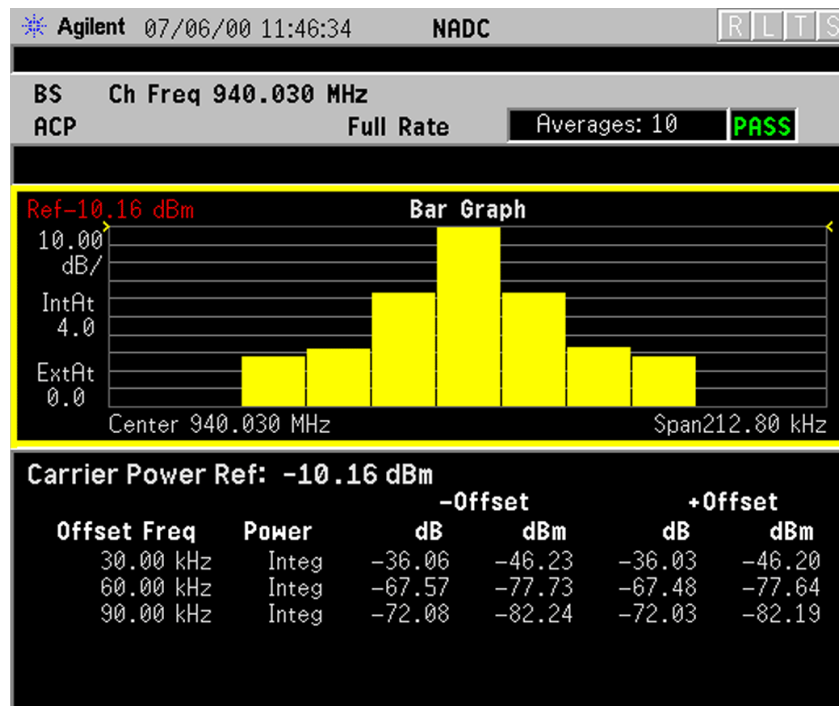 Agilent 07/06/00 11:46:34 NADC R L T S
BS Ch Freq 940.030 MHz
ACP Full Rate Averages: 10 PASS
Ref-10.16 dBm Bar Graph
10.00
dB/
IntAt
4.0
ExtAt
0.0
Center 940.030 MHz Span212.80 kHz
Carrier Power Ref: -10.16 dBm
-Offset +Offset
Offset Freq Power dB dBm dB dBm
30.00 kHz Integ -36.06 -46.23 -36.03 -46.20
60.00 kHz Integ -67.57 -77.73 -67.48 -77.64
90.00 kHz Integ -72.08 -82.24 -72.03 -82.19